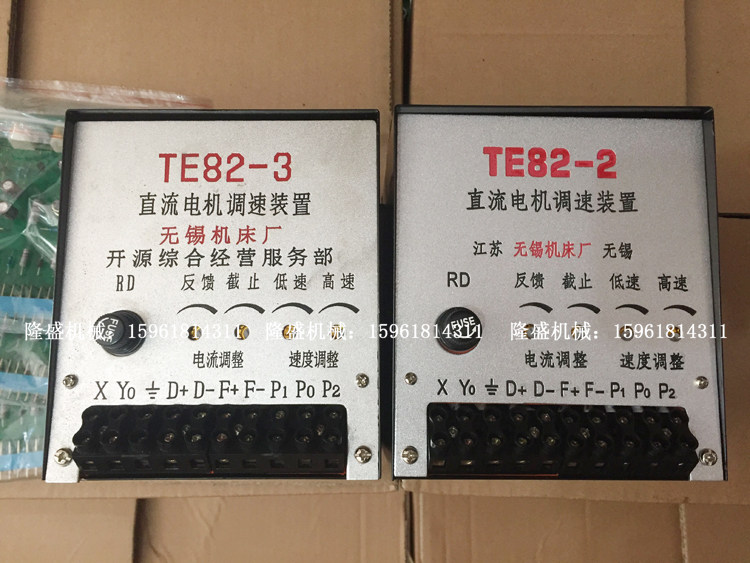 TE82-3
直流电机调速装置
无锡机床厂
开源综合经营服务部
RD 反馈 截止 低速 高速
电流调整 速度调整
X Y0 ⏚ D+ D- F+ F- P1 P0 P2
TE82-2
直流电机调速装置
江苏 无锡机床厂 无锡
RD 反馈 截止 低速 高速
FUSE
电流调整 速度调整
X Y0 ⏚ D+ D- F+ F- P1 P0 P2
隆盛机械：15961814311 隆盛机械：15961814311 隆盛机械：15961814311